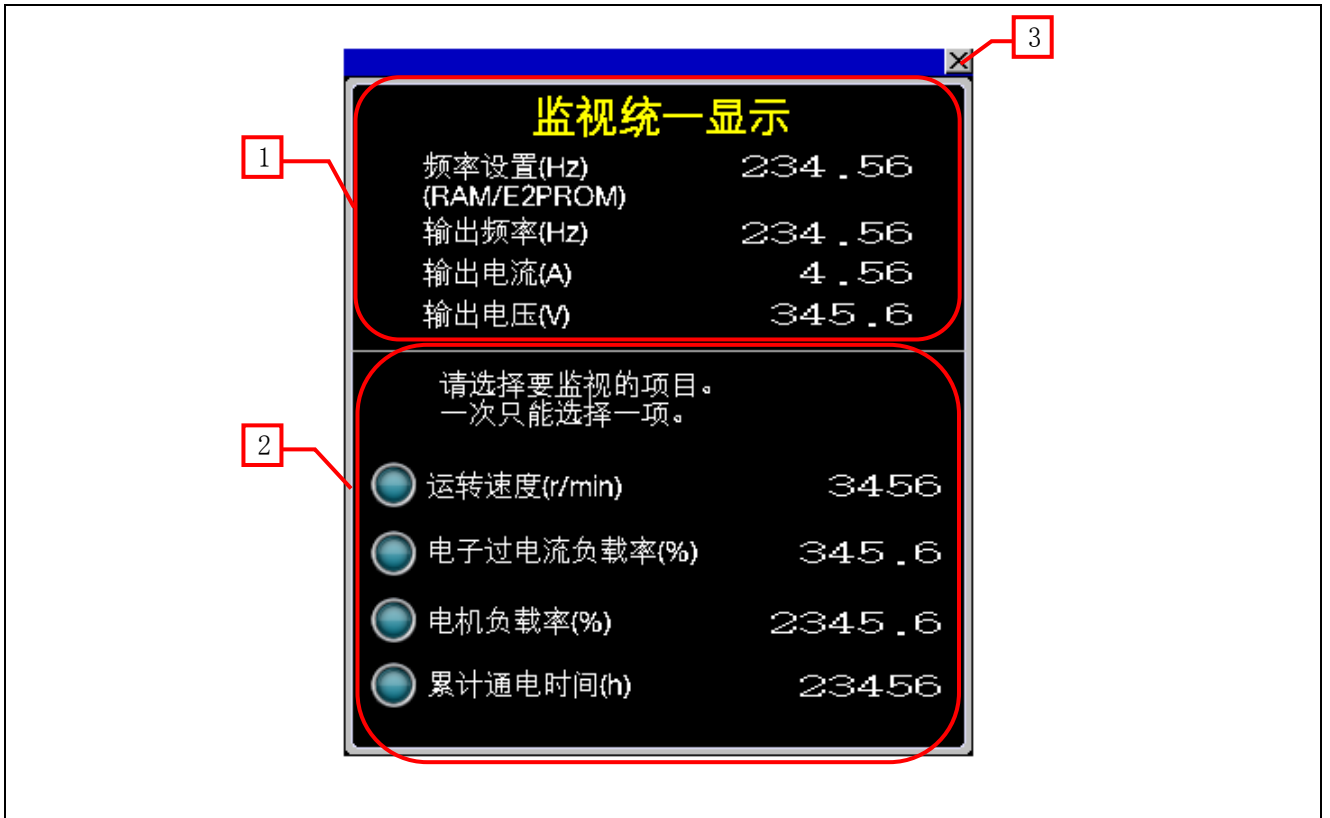 3
监视统一显示
1
频率设置(Hz) 234.56
(RAM/E2PROM)
输出频率(Hz) 234.56
输出电流(A) 4.56
输出电压(V) 345.6
请选择要监视的项目。
一次只能选择一项。
2
运转速度(r/min) 3456
电子过电流负载率(%) 345.6
电机负载率(%) 2345.6
累计通电时间(h) 23456